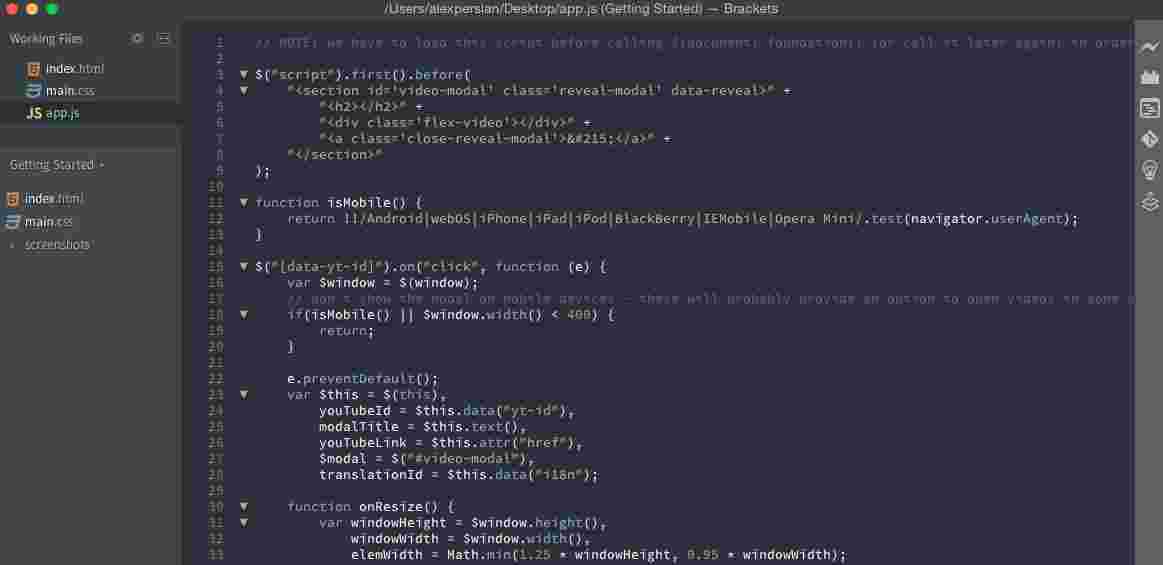 /Users/alexpersian/Desktop/app.js (Getting Started) — Brackets
Working Files
index.html
main.css
JS app.js
Getting Started
index.html
main.css
screenshots
1 // NOTE: we have to load this script before calling $(document).foundation() (or call it later again) in order
2
3 $("script").first().before(
4 "<section id='video-modal' class='reveal-modal' data-reveal>" +
5 "<h2></h2>" +
6 "<div class='flex-video'></div>" +
7 "<a class='close-reveal-modal'>&#215;</a>" +
8 "</section>"
9 );
10
11 function isMobile() {
12 return !!/Android|webOS|iPhone|iPad|iPod|BlackBerry|IEMobile|Opera Mini/.test(navigator.userAgent);
13 }
14
15 $("[data-yt-id]").on("click", function (e) {
16 var $window = $(window);
17 // don't show the modal on mobile devices - these will probably provide an option to open videos in some
18 if(isMobile() || $window.width() < 400) {
19 return;
20 }
21
22 e.preventDefault();
23 var $this = $(this),
24 youTubeId = $this.data("yt-id"),
25 modalTitle = $this.text(),
26 youTubeLink = $this.attr("href"),
27 $modal = $("#video-modal"),
28 translationId = $this.data("i18n");
29
30 function onResize() {
31 var windowHeight = $window.height(),
32 windowWidth = $window.width(),
33 elemWidth = Math.min(1.25 * windowHeight, 0.95 * windowWidth);